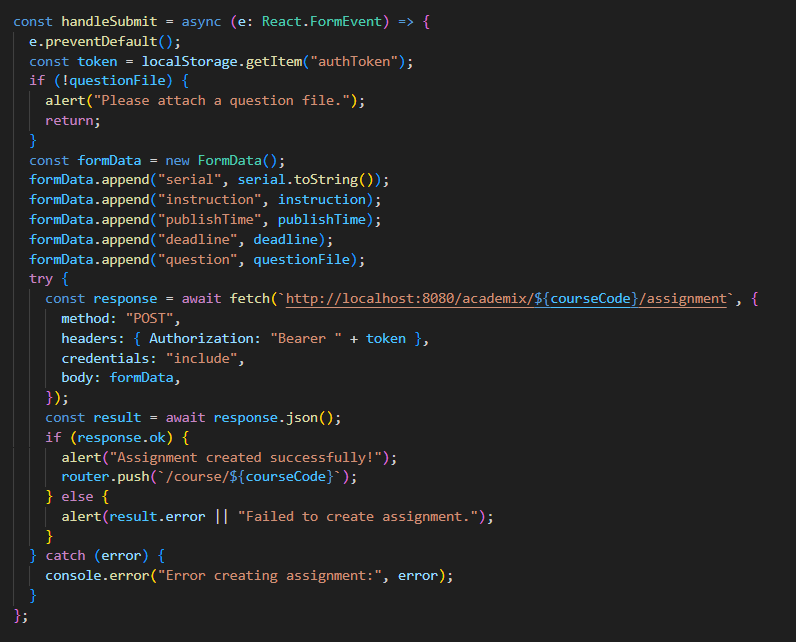 const handleSubmit = async (e: React.FormEvent) => {
  e.preventDefault();
  const token = localStorage.getItem("authToken");
  if (!questionFile) {
    alert("Please attach a question file.");
    return;
  }
  const formData = new FormData();
  formData.append("serial", serial.toString());
  formData.append("instruction", instruction);
  formData.append("publishTime", publishTime);
  formData.append("deadline", deadline);
  formData.append("question", questionFile);
  try {
    const response = await fetch(`http://localhost:8080/academix/${courseCode}/assignment`, {
      method: "POST",
      headers: { Authorization: "Bearer " + token },
      credentials: "include",
      body: formData,
    });
    const result = await response.json();
    if (response.ok) {
      alert("Assignment created successfully!");
      router.push(`/course/${courseCode}`);
    } else {
      alert(result.error || "Failed to create assignment.");
    }
  } catch (error) {
    console.error("Error creating assignment:", error);
  }
};